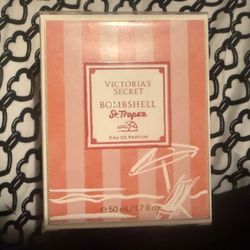 VICTORIA'S
SECRET
BOMBSHELL
St. Tropez
EAU DE PARFUM
℮ 50 mL/1.7 fl oz